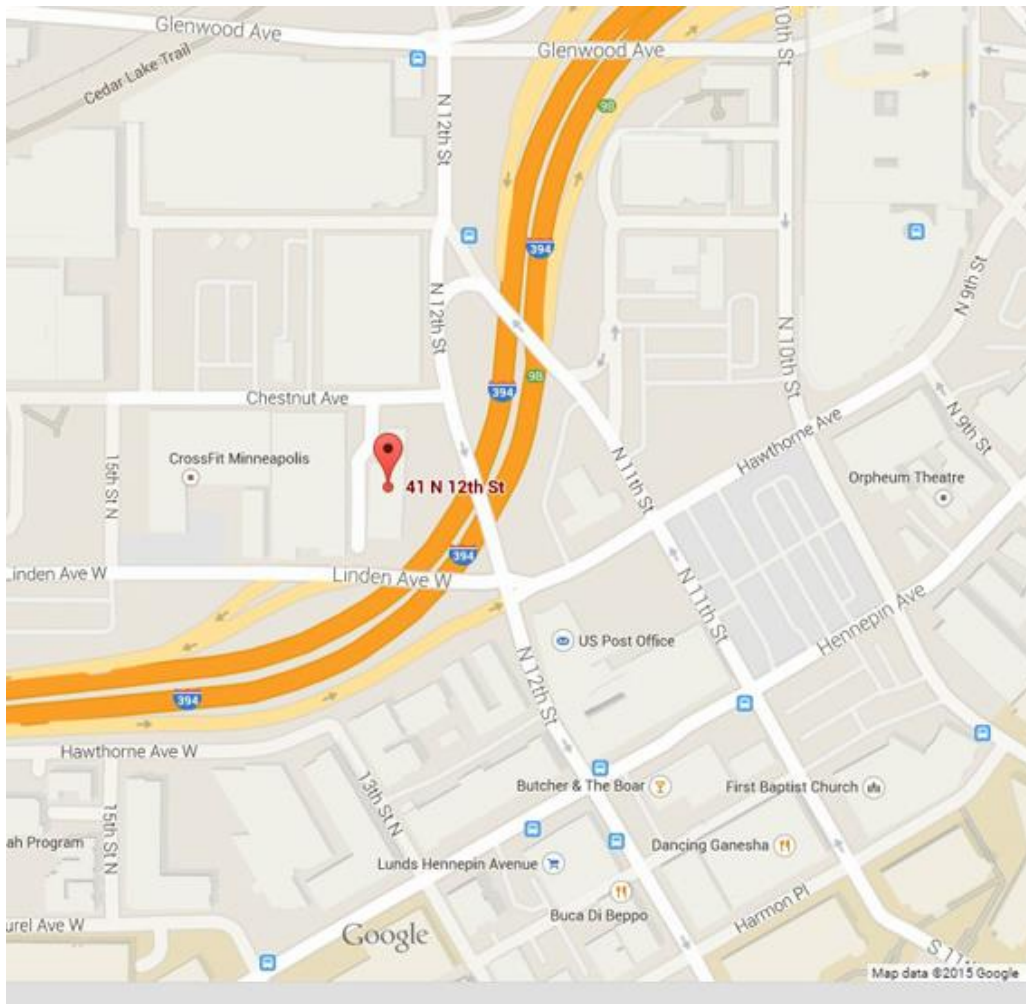 Glenwood Ave
10th St
Glenwood Ave
Cedar Lake Trail
98
N 12th St
394
N 9th St
N 12th St
N 10th St
98
394
Chestnut Ave
N 9th St
Hawthorne Ave
CrossFit Minneapolis
15th St N
N 11th St
Orpheum Theatre
41 N 12th St
394
Linden Ave W
Linden Ave W
N 11th St
Hennepin Ave
US Post Office
N 12th St
394
Hawthorne Ave W
13th St N
Butcher & The Boar
First Baptist Church
15th St N
ah Program
Dancing Ganesha
Lunds Hennepin Avenue
Buca Di Beppo
Harmon Pl
urel Ave W
Google
S 11t
Map data ©2015 Google